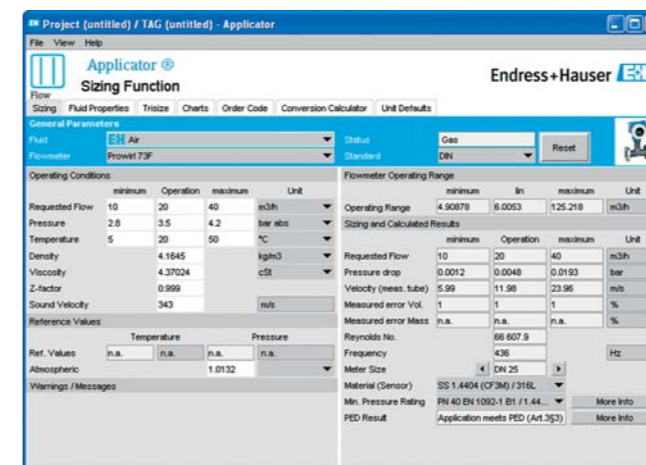 Project (untitled) / TAG (untitled) - Applicator
File View Help
Flow
Applicator ®
Sizing Function
Endress+Hauser EH
Sizing Fluid Properties Trisize Charts Order Code Conversion Calculator Unit Defaults
General Parameters
Fluid EH Air Status Gas Reset
Flowmeter Prowirl 73F Standard DIN
Operating Conditions
minimum Operation maximum Unit
Requested Flow 10 20 40 m3/h
Pressure 2.8 3.5 4.2 bar abs
Temperature 5 20 50 °C
Density 4.1645 kg/m3
Viscosity 4.37024 cSt
Z-factor 0.999
Sound Velocity 343 m/s
Reference Values
Temperature Pressure
Ref. Values n.a. n.a. n.a. n.a.
Atmospheric 1.0132
Warnings / Messages
Flowmeter Operating Range
minimum lin maximum Unit
Operating Range 4.90878 6.0053 125.218 m3/h
Sizing and Calculated Results
minimum Operation maximum Unit
Requested Flow 10 20 40 m3/h
Pressure drop 0.0012 0.0048 0.0193 bar
Velocity (meas. tube) 5.99 11.98 23.96 m/s
Measured error Vol. 1 1 1 %
Measured error Mass n.a. n.a. n.a. %
Reynolds No. 66 607.9
Frequency 436 Hz
Meter Size DN 25
Material (Sensor) SS 1.4404 (CF3M) / 316L
Min. Pressure Rating PN 40 EN 1092-1 B1 / 1.44... More Info
PED Result Application meets PED (Art.3§3) More Info